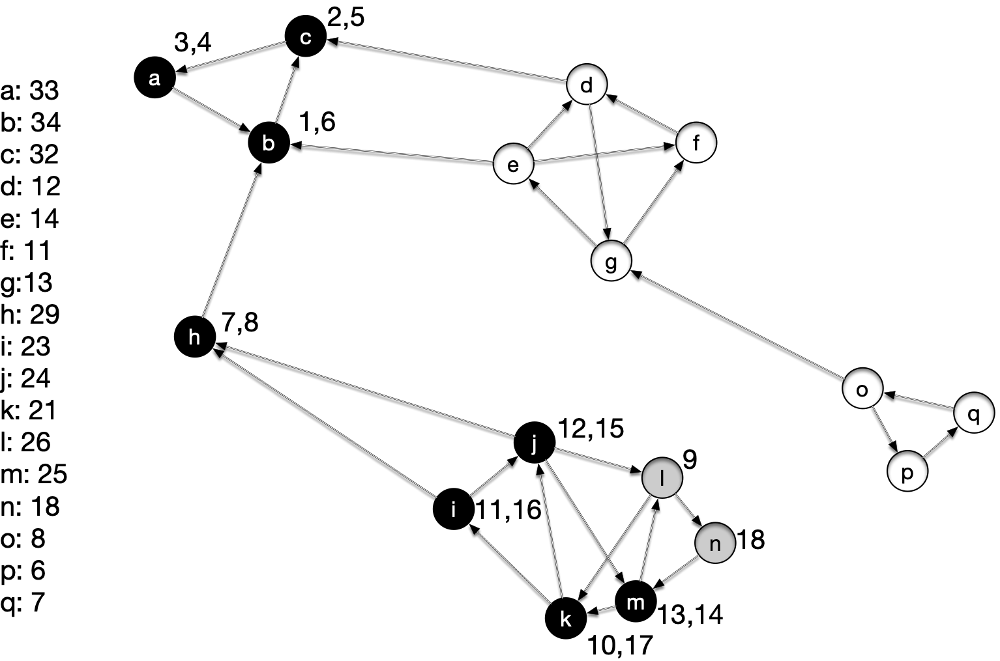 a: 33
b: 34
c: 32
d: 12
e: 14
f: 11
g:13
h: 29
i: 23
j: 24
k: 21
l: 26
m: 25
n: 18
o: 8
p: 6
q: 7
c
2,5
3,4
a
d
1,6
b
f
e
g
7,8
h
o
q
j
12,15
l
9
p
i
11,16
n
18
m
13,14
k
10,17